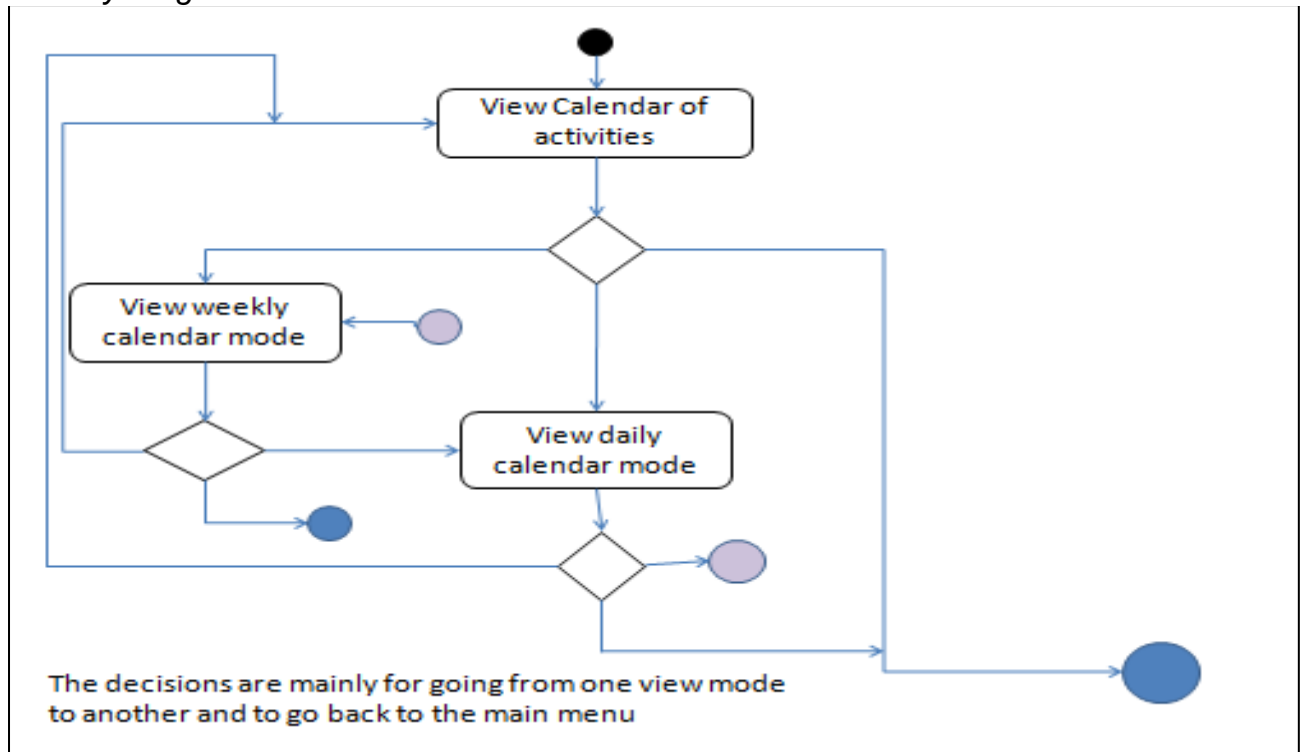 View Calendar of
activities
View weekly
calendar mode
View daily
calendar mode
The decisions are mainly for going from one view mode
to another and to go back to the main menu